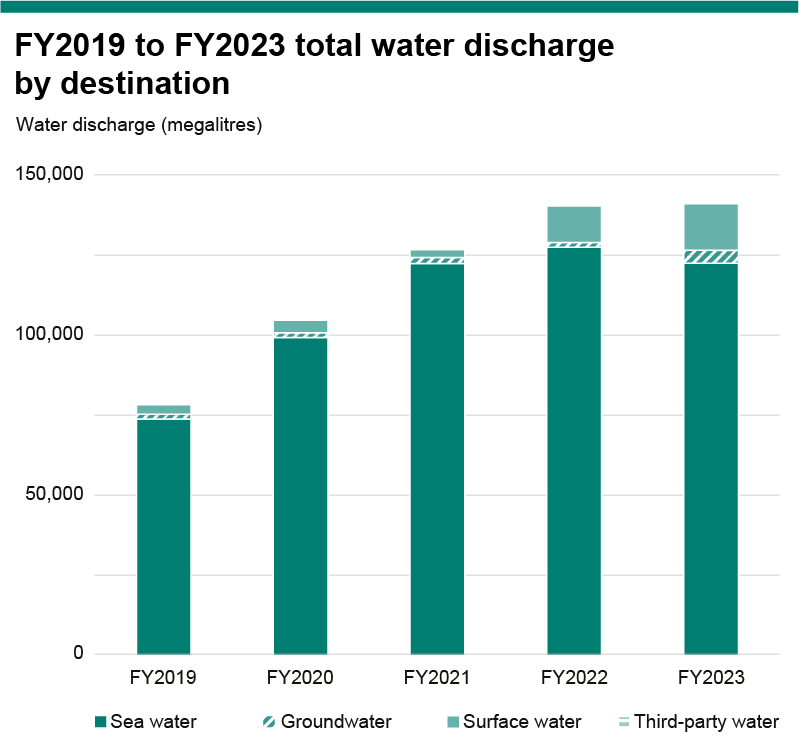 FY2019 to FY2023 total water discharge
by destination
Water discharge (megalitres)
150,000
100,000
50,000
0
FY2019 FY2020 FY2021 FY2022 FY2023
Sea water Groundwater Surface water Third-party water